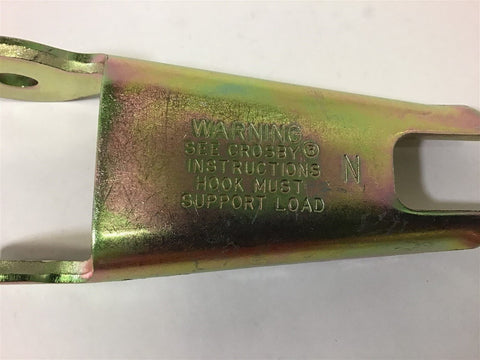 WARNING
SEE CROSBY®
INSTRUCTIONS
HOOK MUST
SUPPORT LOAD
N